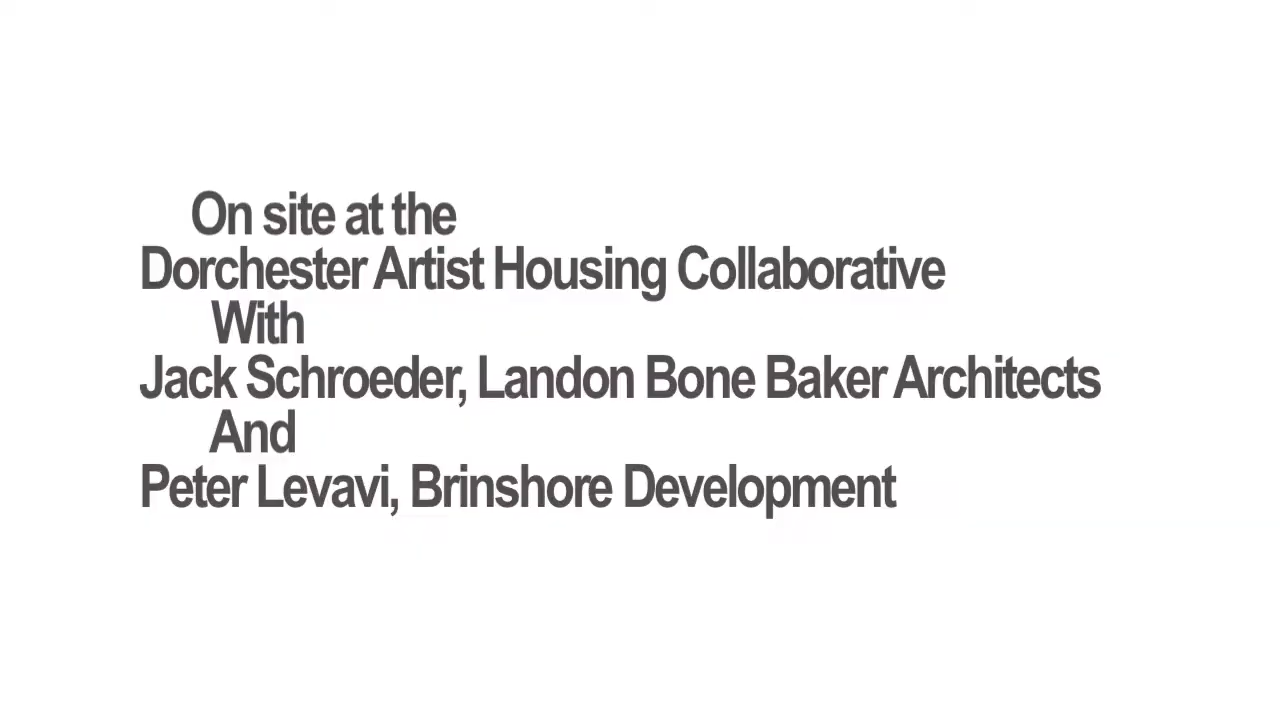 On site at the
Dorchester Artist Housing Collaborative
With
Jack Schroeder, Landon Bone Baker Architects
And
Peter Levavi, Brinshore Development